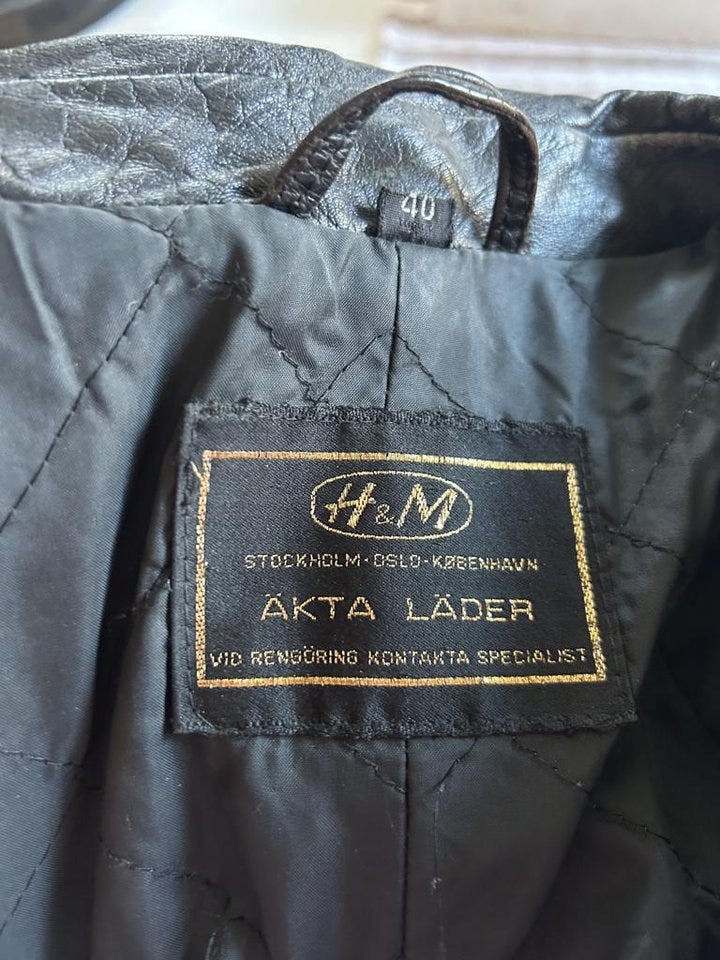 40
H&M
STOCKHOLM·OSLO·KØBENHAVN
ÄKTA LÄDER
VID RENGÖRING KONTAKTA SPECIALIST